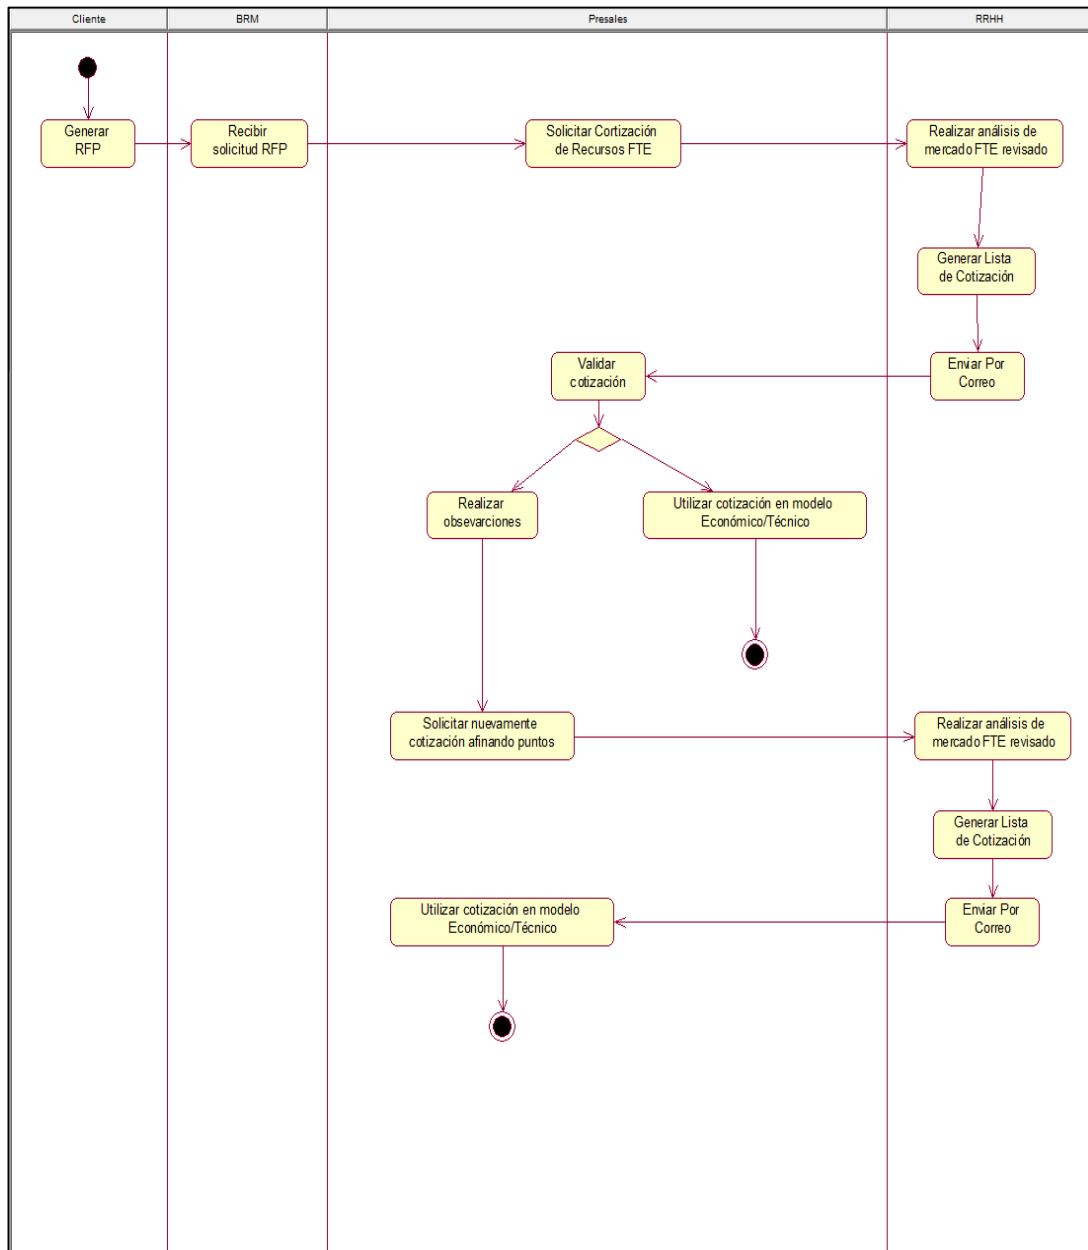 Cliente
BRM
Presales
RRHH
Generar
RFP
Recibir
solicitud RFP
Solicitar Cortización
de Recursos FTE
Realizar análisis de
mercado FTE revisado
Generar Lista
de Cotización
Enviar Por
Correo
Validar
cotización
Realizar
obsevarciones
Utilizar cotización en modelo
Económico/Técnico
Solicitar nuevamente
cotización afinando puntos
Realizar análisis de
mercado FTE revisado
Generar Lista
de Cotización
Enviar Por
Correo
Utilizar cotización en modelo
Económico/Técnico